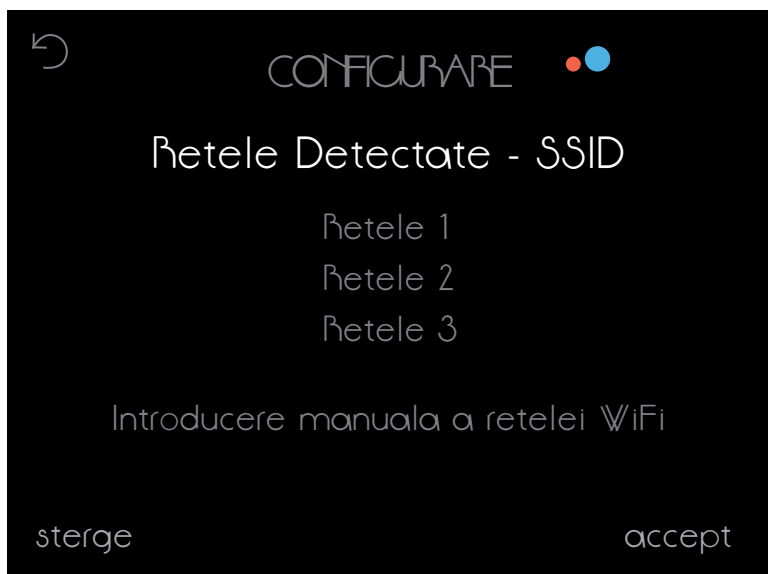 CONFIGURARE
Retele Detectate - SSID
Retele 1
Retele 2
Retele 3
Introducere manuala a retelei WiFi
sterge
accept